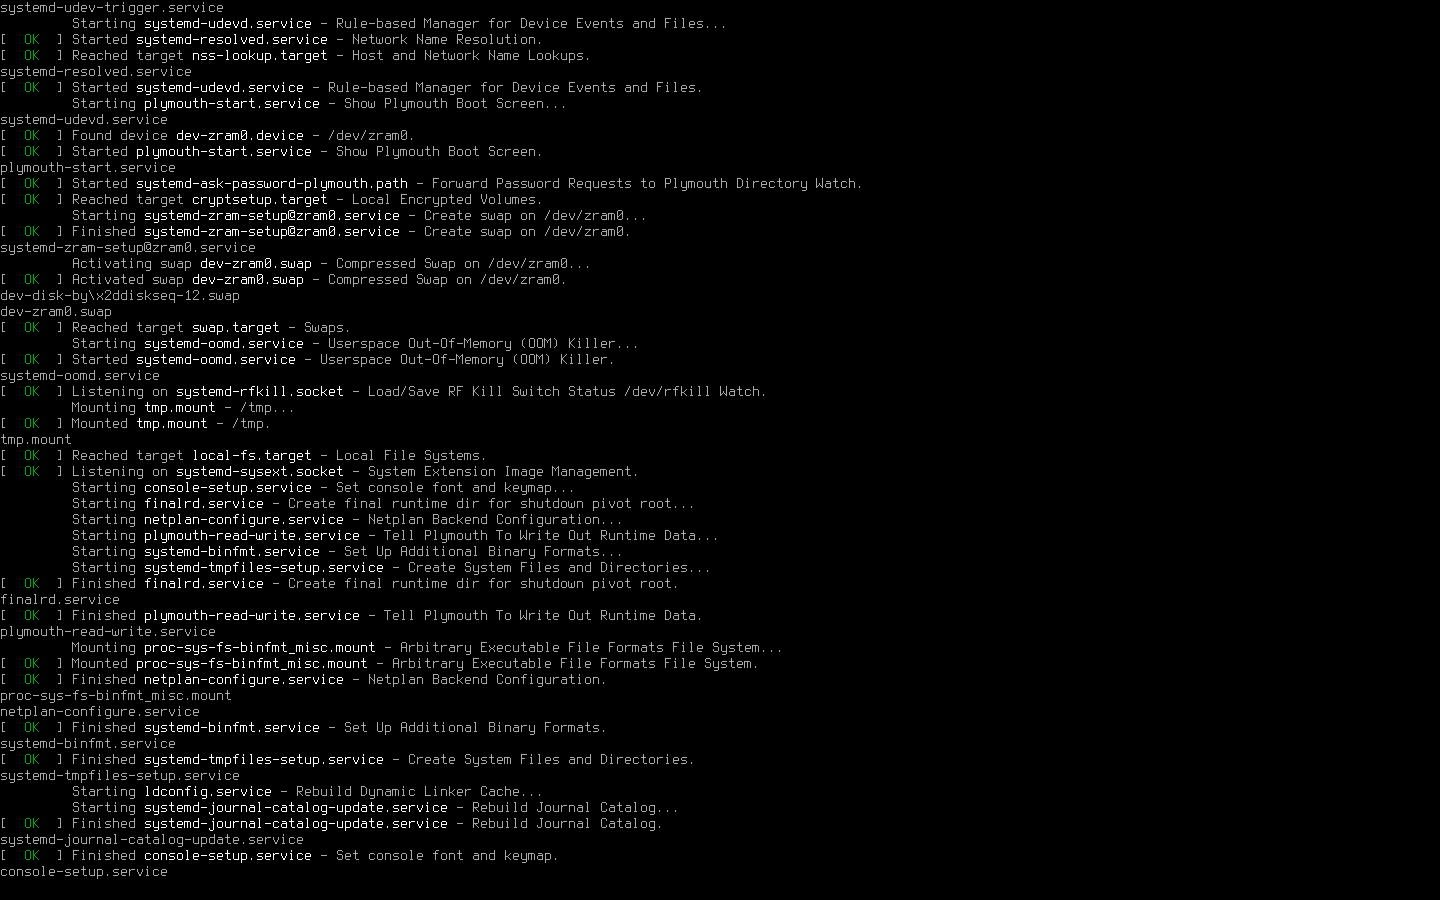 systemd-udev-trigger.service
         Starting systemd-udevd.service - Rule-based Manager for Device Events and Files...
[  OK  ] Started systemd-resolved.service - Network Name Resolution.
[  OK  ] Reached target nss-lookup.target - Host and Network Name Lookups.
systemd-resolved.service
[  OK  ] Started systemd-udevd.service - Rule-based Manager for Device Events and Files.
         Starting plymouth-start.service - Show Plymouth Boot Screen...
systemd-udevd.service
[  OK  ] Found device dev-zram0.device - /dev/zram0.
[  OK  ] Started plymouth-start.service - Show Plymouth Boot Screen.
plymouth-start.service
[  OK  ] Started systemd-ask-password-plymouth.path - Forward Password Requests to Plymouth Directory Watch.
[  OK  ] Reached target cryptsetup.target - Local Encrypted Volumes.
         Starting systemd-zram-setup@zram0.service - Create swap on /dev/zram0...
[  OK  ] Finished systemd-zram-setup@zram0.service - Create swap on /dev/zram0.
systemd-zram-setup@zram0.service
         Activating swap dev-zram0.swap - Compressed Swap on /dev/zram0...
[  OK  ] Activated swap dev-zram0.swap - Compressed Swap on /dev/zram0.
dev-disk-by\x2ddiskseq-12.swap
dev-zram0.swap
[  OK  ] Reached target swap.target - Swaps.
         Starting systemd-oomd.service - Userspace Out-Of-Memory (OOM) Killer...
[  OK  ] Started systemd-oomd.service - Userspace Out-Of-Memory (OOM) Killer.
systemd-oomd.service
[  OK  ] Listening on systemd-rfkill.socket - Load/Save RF Kill Switch Status /dev/rfkill Watch.
         Mounting tmp.mount - /tmp...
[  OK  ] Mounted tmp.mount - /tmp.
tmp.mount
[  OK  ] Reached target local-fs.target - Local File Systems.
[  OK  ] Listening on systemd-sysext.socket - System Extension Image Management.
         Starting console-setup.service - Set console font and keymap...
         Starting finalrd.service - Create final runtime dir for shutdown pivot root...
         Starting netplan-configure.service - Netplan Backend Configuration...
         Starting plymouth-read-write.service - Tell Plymouth To Write Out Runtime Data...
         Starting systemd-binfmt.service - Set Up Additional Binary Formats...
         Starting systemd-tmpfiles-setup.service - Create System Files and Directories...
[  OK  ] Finished finalrd.service - Create final runtime dir for shutdown pivot root.
finalrd.service
[  OK  ] Finished plymouth-read-write.service - Tell Plymouth To Write Out Runtime Data.
plymouth-read-write.service
         Mounting proc-sys-fs-binfmt_misc.mount - Arbitrary Executable File Formats File System...
[  OK  ] Mounted proc-sys-fs-binfmt_misc.mount - Arbitrary Executable File Formats File System.
[  OK  ] Finished netplan-configure.service - Netplan Backend Configuration.
proc-sys-fs-binfmt_misc.mount
netplan-configure.service
[  OK  ] Finished systemd-binfmt.service - Set Up Additional Binary Formats.
systemd-binfmt.service
[  OK  ] Finished systemd-tmpfiles-setup.service - Create System Files and Directories.
systemd-tmpfiles-setup.service
         Starting ldconfig.service - Rebuild Dynamic Linker Cache...
         Starting systemd-journal-catalog-update.service - Rebuild Journal Catalog...
[  OK  ] Finished systemd-journal-catalog-update.service - Rebuild Journal Catalog.
systemd-journal-catalog-update.service
[  OK  ] Finished console-setup.service - Set console font and keymap.
console-setup.service